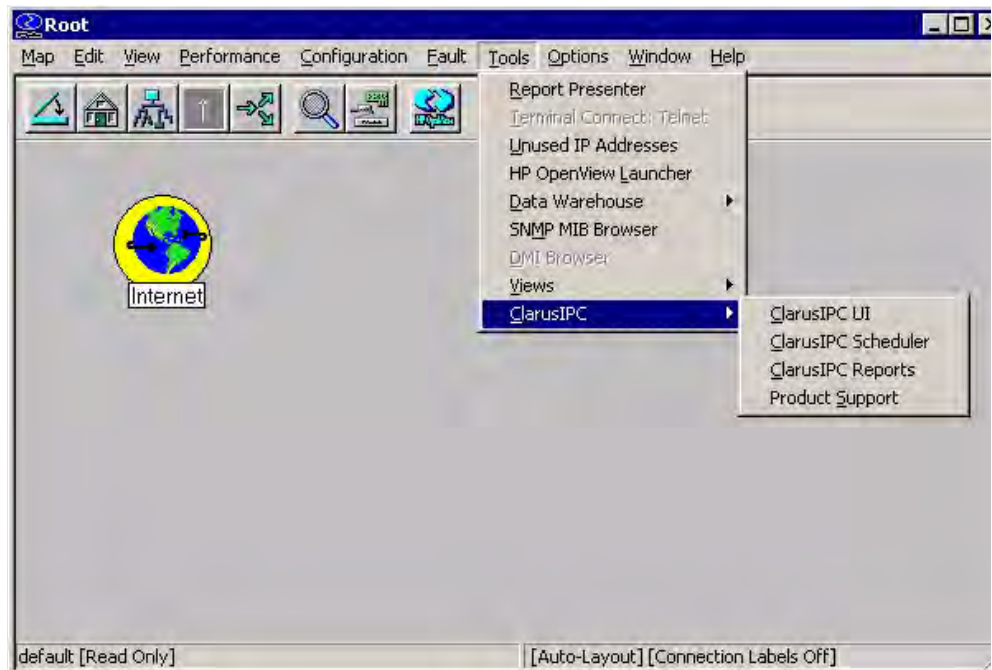 Root
Map Edit View Performance Configuration Fault Tools Options Window Help
Report Presenter
Terminal Connect: Telnet
Unused IP Addresses
HP OpenView Launcher
Data Warehouse
SNMP MIB Browser
DMI Browser
Views
ClarusIPC
ClarusIPC UI
ClarusIPC Scheduler
ClarusIPC Reports
Product Support
Internet
default [Read Only]
[Auto-Layout] [Connection Labels Off]